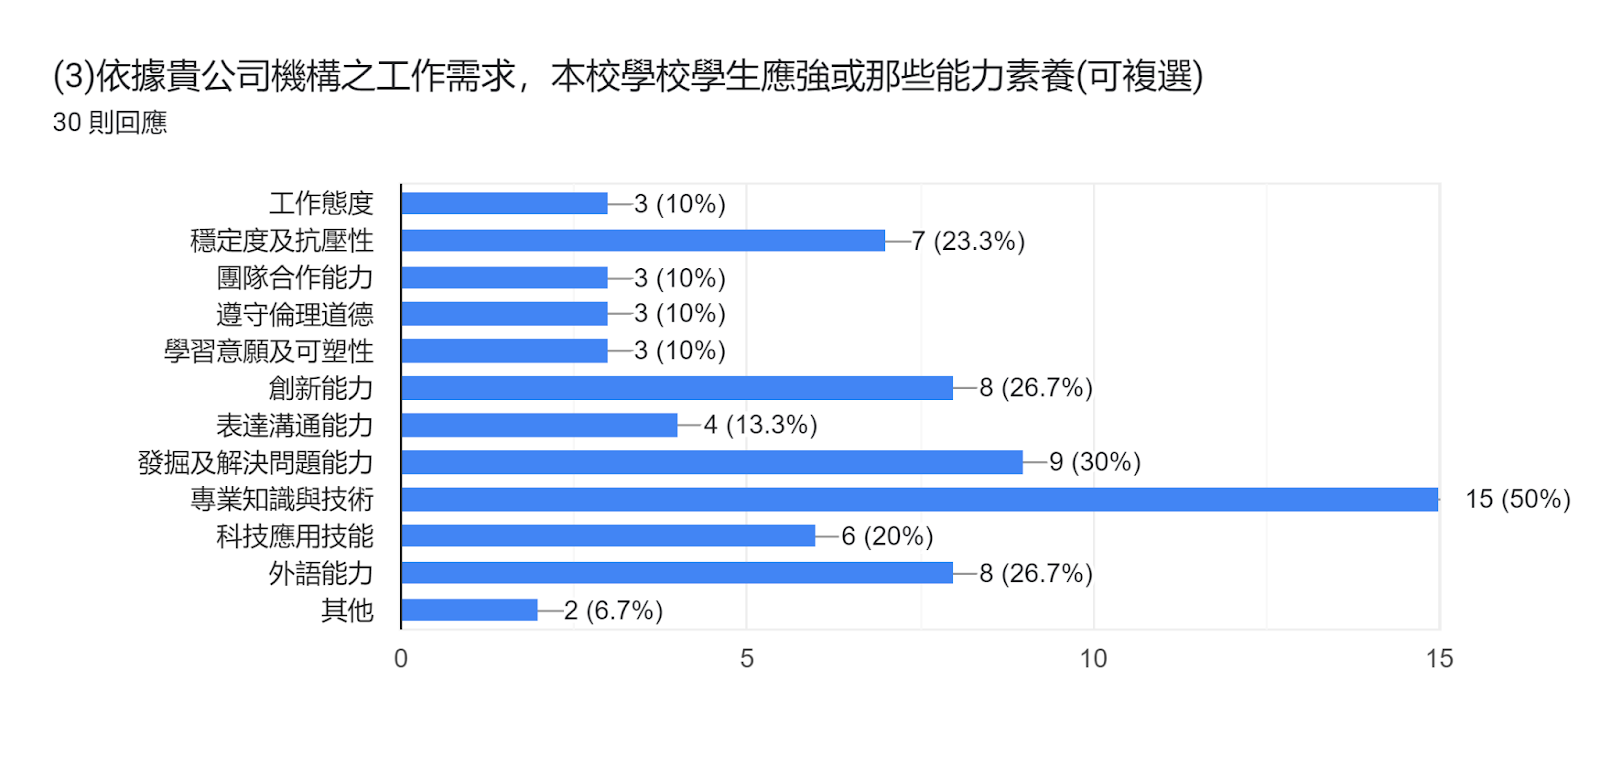 (3)依據貴公司機構之工作需求，本校學校學生應強或那些能力素養(可複選)
30 則回應
工作態度 3 (10%)
穩定度及抗壓性 7 (23.3%)
團隊合作能力 3 (10%)
遵守倫理道德 3 (10%)
學習意願及可塑性 3 (10%)
創新能力 8 (26.7%)
表達溝通能力 4 (13.3%)
發掘及解決問題能力 9 (30%)
專業知識與技術 15 (50%)
科技應用技能 6 (20%)
外語能力 8 (26.7%)
其他 2 (6.7%)
0 5 10 15